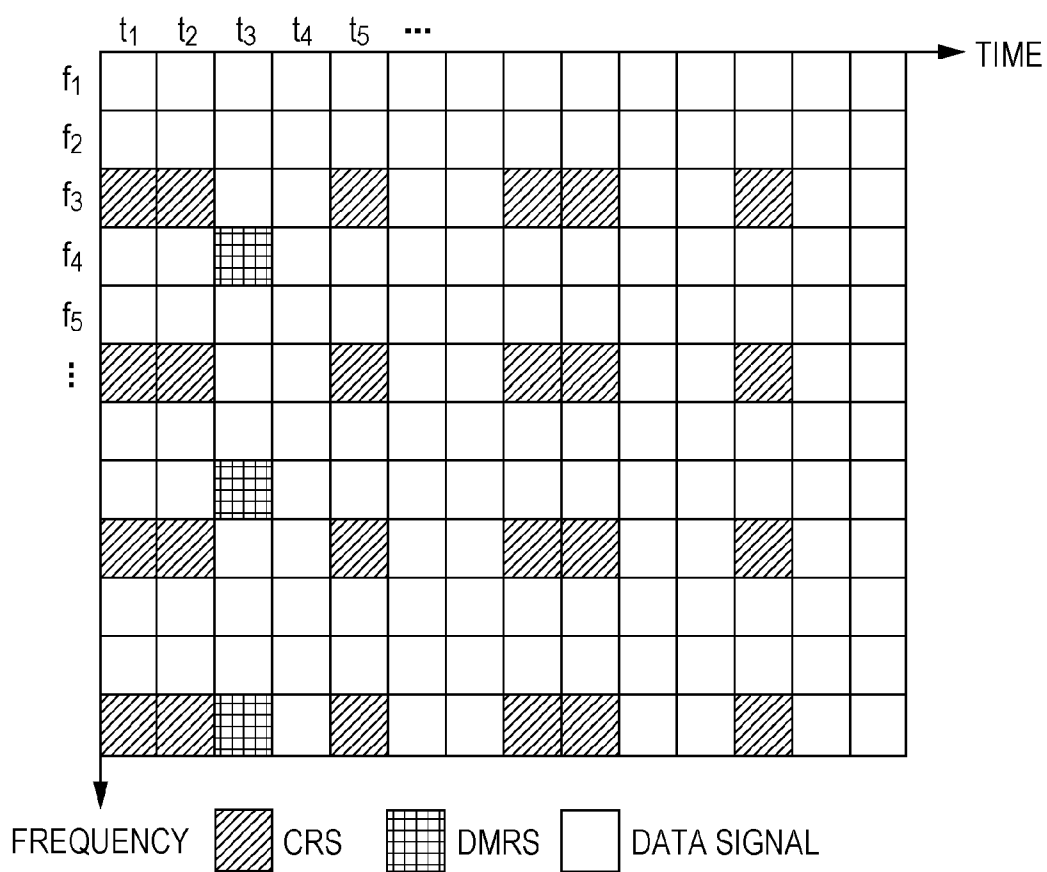 t1 t2 t3 t4 t5 ...
TIME
f1
f2
f3
f4
f5
...
FREQUENCY CRS DMRS DATA SIGNAL